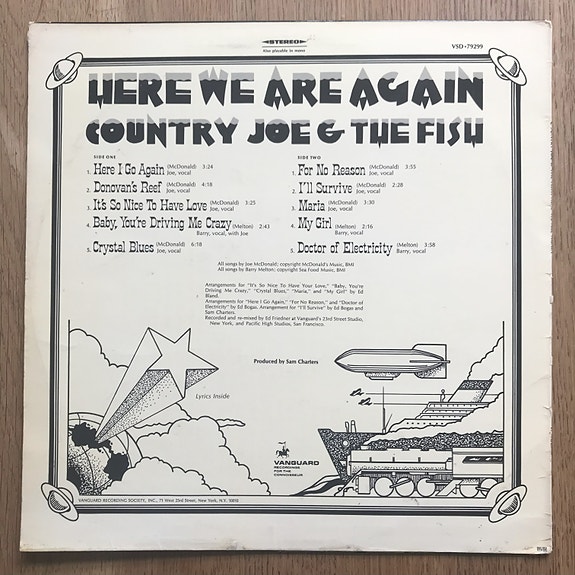 STEREO
Also playable in mono
VSD•79299
HERE WE ARE AGAIN
COUNTRY JOE & THE FISH
SIDE ONE
1. Here I Go Again (McDonald) 3:24
Joe, vocal
2. Donovan's Reef (McDonald) 4:18
Joe, vocal
3. It's So Nice To Have Love (McDonald) 3:25
Joe, vocal
4. Baby, You're Driving Me Crazy (Melton) 2:43
Barry, vocal, with Joe
5. Crystal Blues (McDonald) 6:18
Joe, vocal
SIDE TWO
1. For No Reason (McDonald) 3:55
Joe, vocal
2. I'll Survive (McDonald) 2:28
Joe, vocal
3. Maria (McDonald) 3:30
Joe, vocal
4. My Girl (Melton) 2:16
Barry, vocal
5. Doctor of Electricity (Melton) 3:58
Barry, vocal
All songs by Joe McDonald; copyright McDonald's Music, BMI
All songs by Barry Melton; copyright Sea Food Music, BMI
Arrangements for "It's So Nice To Have Your Love," "Baby, You're
Driving Me Crazy," "Crystal Blues," "Maria," and "My Girl" by Ed
Bland.
Arrangements for "Here I Go Again," "For No Reason," and "Doctor of
Electricity" by Ed Bogas. Arrangement for "I'll Survive" by Ed Bogas and
Sam Charters.
Recorded and re-mixed by Ed Friedner at Vanguard's 23rd Street Studio,
New York, and Pacific High Studios, San Francisco.
Produced by Sam Charters
Lyrics Inside
VANGUARD
RECORDINGS
FOR THE
CONNOISSEUR
VANGUARD RECORDING SOCIETY, INC., 71 West 23rd Street, New York, N.Y. 10010